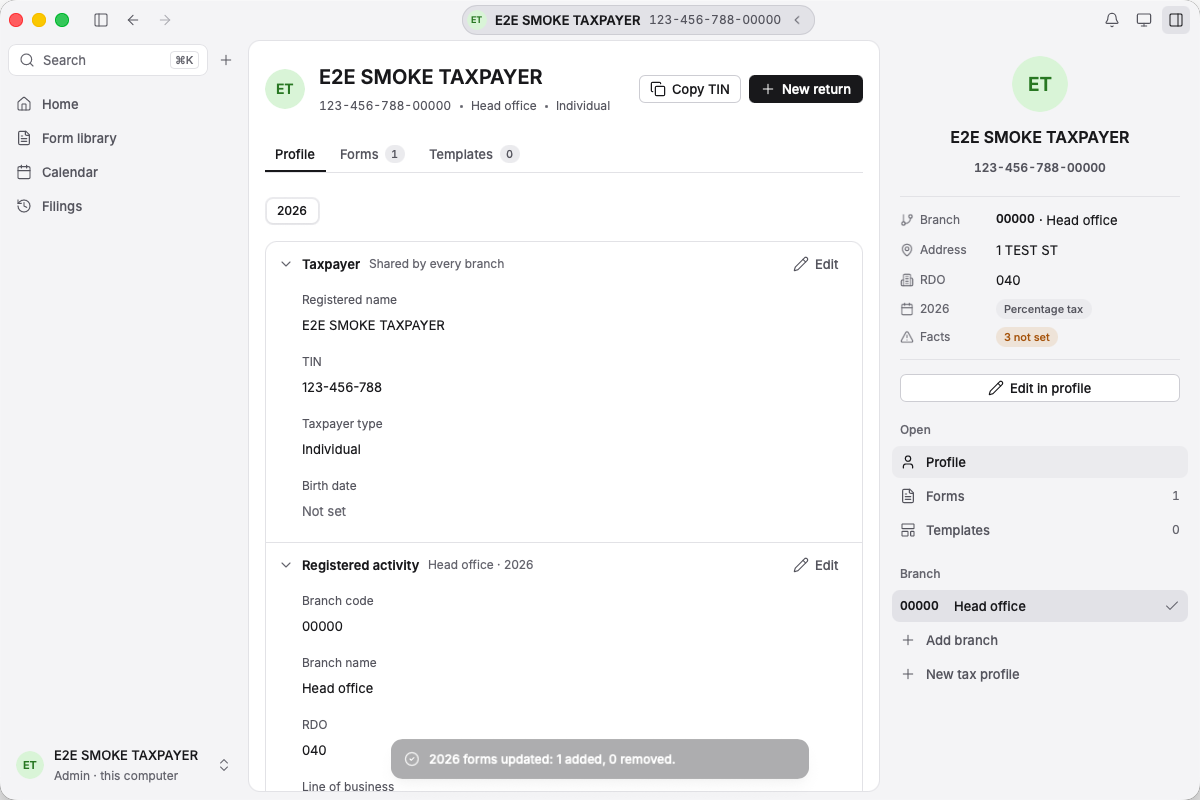 ET E2E SMOKE TAXPAYER 123-456-788-00000
Search ⌘K
Home
Form library
Calendar
Filings
ET E2E SMOKE TAXPAYER
Admin · this computer
ET
E2E SMOKE TAXPAYER
123-456-788-00000 • Head office • Individual
Copy TIN
New return
Profile Forms 1 Templates 0
2026
Taxpayer Shared by every branch Edit
Registered name
E2E SMOKE TAXPAYER
TIN
123-456-788
Taxpayer type
Individual
Birth date
Not set
Registered activity Head office · 2026 Edit
Branch code
00000
Branch name
Head office
RDO
040
Line of business
2026 forms updated: 1 added, 0 removed.
ET
E2E SMOKE TAXPAYER
123-456-788-00000
Branch 00000 · Head office
Address 1 TEST ST
RDO 040
2026 Percentage tax
Facts 3 not set
Edit in profile
Open
Profile
Forms 1
Templates 0
Branch
00000 Head office
Add branch
New tax profile